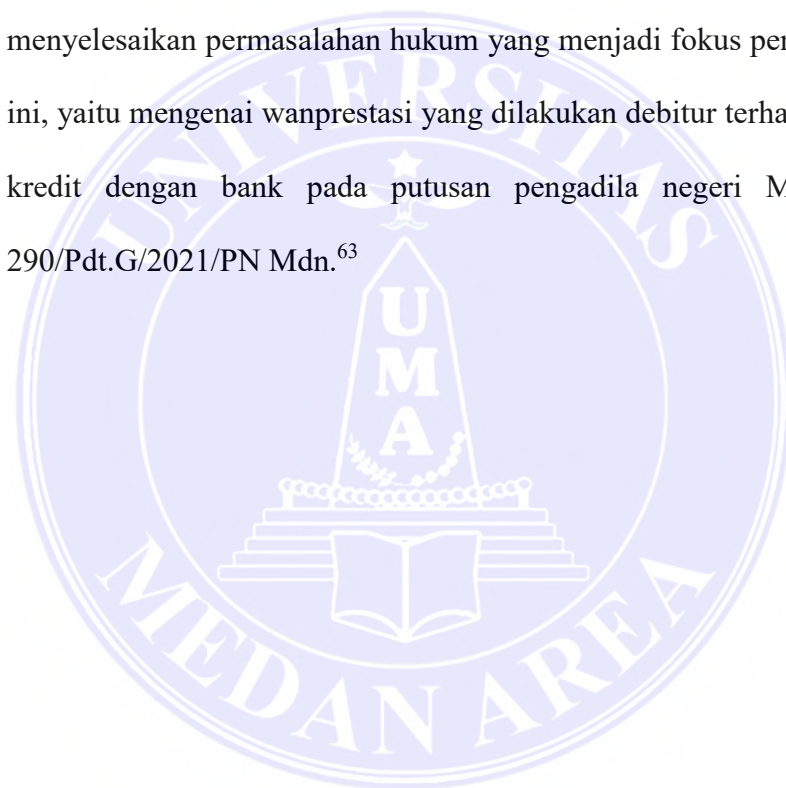 menyelesaikan permasalahan hukum yang menjadi fokus
ini, yaitu mengenai wanprestasi yang dilakukan debitur
kredit dengan bank pada putusan pengadila negeri
290/Pdt.G/2021/PN Mdn.63
UNIVERSITAS
UMA
MEDAN AREA